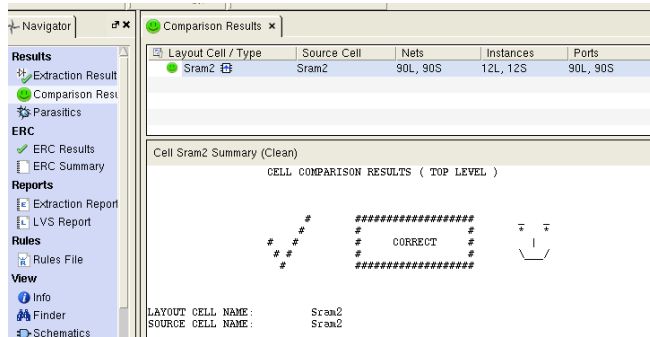 Navigator
Comparison Results
Results
Extraction Result
Comparison Resu
Parasitics
ERC
ERC Results
ERC Summary
Reports
Extraction Report
LVS Report
Rules
Rules File
View
Info
Finder
Schematics
Layout Cell / Type Source Cell Nets Instances Ports
Sram2 Sram2 90L, 90S 12L, 12S 90L, 90S
Cell Sram2 Summary (Clean)
CELL COMPARISON RESULTS ( TOP LEVEL )
# ################### _ _
# # # * *
# # # CORRECT # |
# # # # \___/
# ###################
LAYOUT CELL NAME: Sram2
SOURCE CELL NAME: Sram2